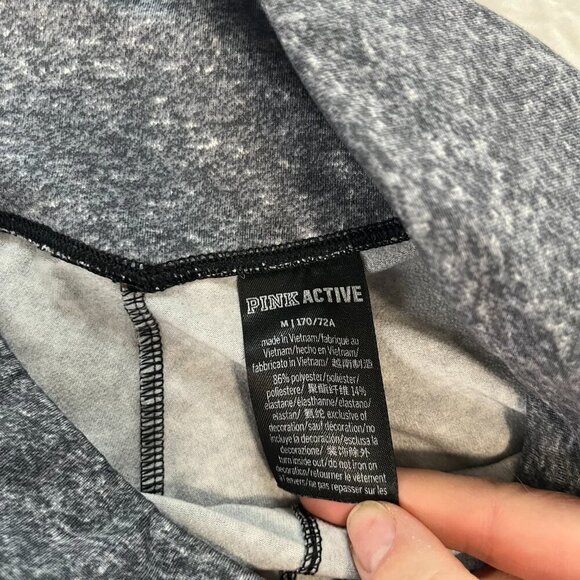 PINK ACTIVE
M | 170/72A
made in Vietnam/fabriqué au
Vietnam/hecho en Vietnam/
fabbricato in Vietnam/ 越南制造
86% polyester/poliéster/
poliestere/ 聚酯纤维 14%
elastane/élasthanne/elastano/
elastan/ 氨纶 exclusive of
decoration/sauf décoration/no
incluye la decoración/esclusa la
decorazione/ 装饰除外
turn inside out/do not iron on
decoration/retourner le vêtement
à l'envers/ne pas repasser sur les